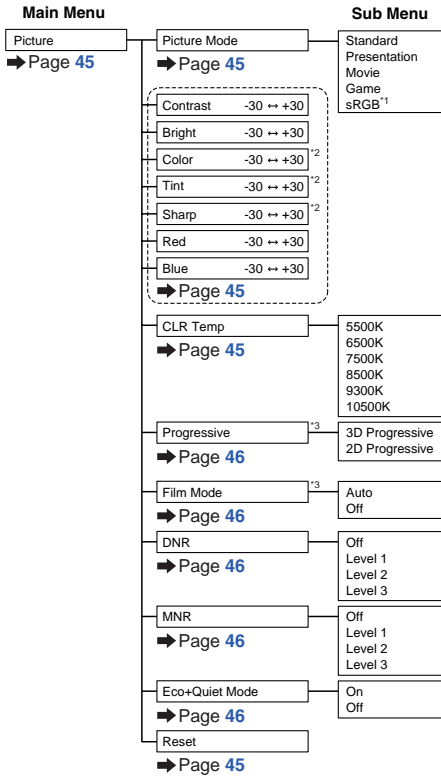 Main Menu
Sub Menu
Picture
➡Page 45
Picture Mode
➡Page 45
Standard
Presentation
Movie
Game
sRGB*1
Contrast -30 ↔ +30
Bright -30 ↔ +30
Color -30 ↔ +30 *2
Tint -30 ↔ +30 *2
Sharp -30 ↔ +30 *2
Red -30 ↔ +30
Blue -30 ↔ +30
➡Page 45
CLR Temp
➡Page 45
5500K
6500K
7500K
8500K
9300K
10500K
Progressive *3
➡Page 46
3D Progressive
2D Progressive
Film Mode *3
➡Page 46
Auto
Off
DNR
➡Page 46
Off
Level 1
Level 2
Level 3
MNR
➡Page 46
Off
Level 1
Level 2
Level 3
Eco+Quiet Mode
➡Page 46
On
Off
Reset
➡Page 45